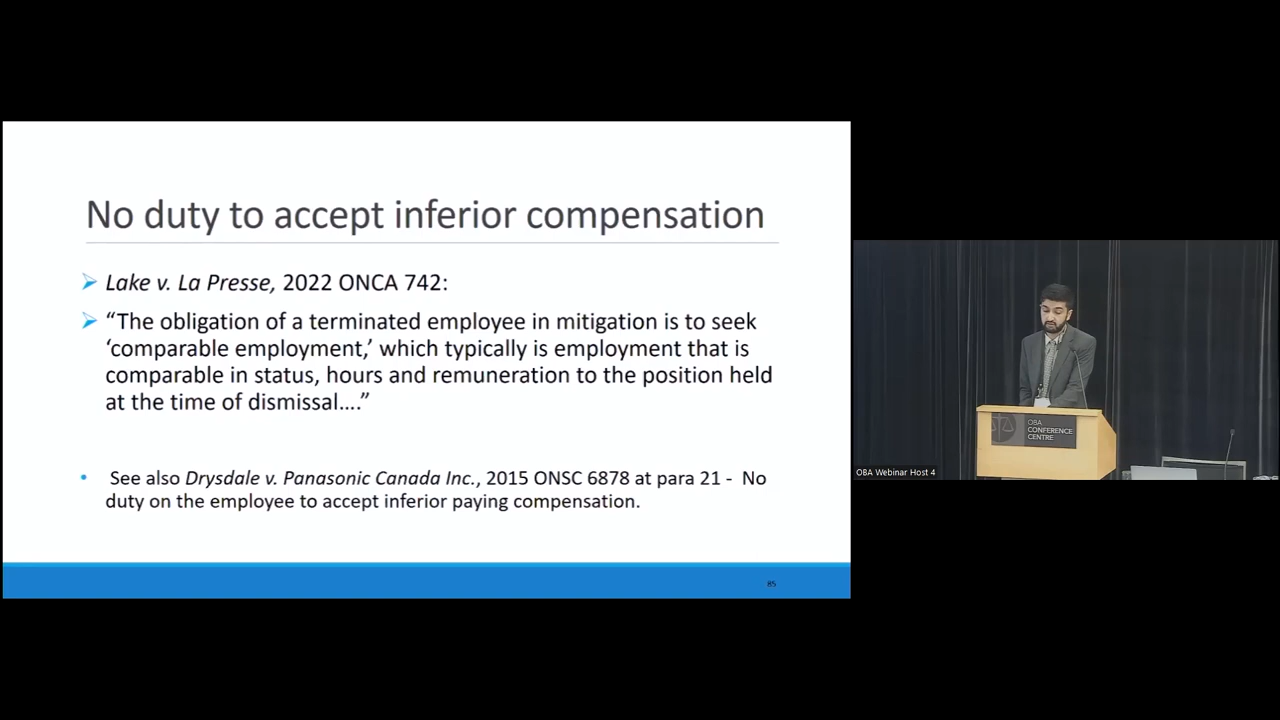 No duty to accept inferior compensation
➢ Lake v. La Presse, 2022 ONCA 742:
➢ “The obligation of a terminated employee in mitigation is to seek
‘comparable employment,’ which typically is employment that is
comparable in status, hours and remuneration to the position held
at the time of dismissal….”
• See also Drysdale v. Panasonic Canada Inc., 2015 ONSC 6878 at para 21 - No
duty on the employee to accept inferior paying compensation.
85
OBA
CONFERENCE
CENTRE
OBA Webinar Host 4